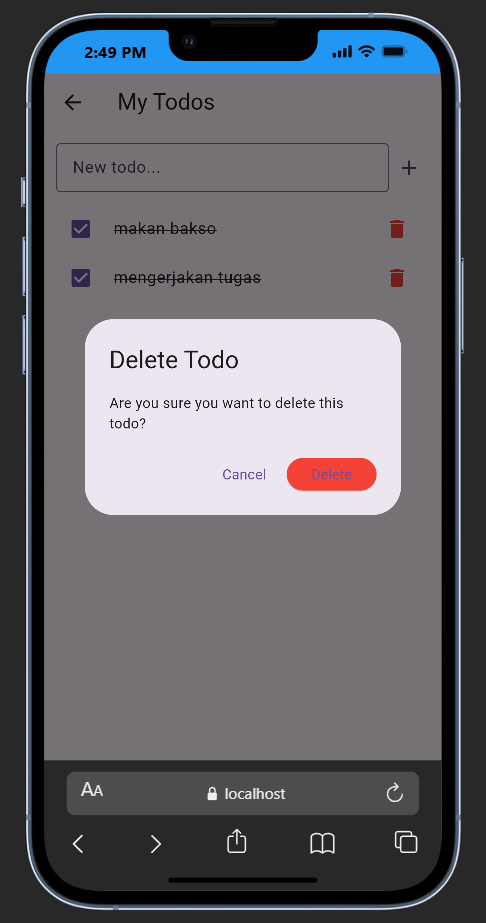 2:49 PM
My Todos
New todo...
makan bakso
mengerjakan tugas
Delete Todo
Are you sure you want to delete this
todo?
Cancel
Delete
AA
localhost